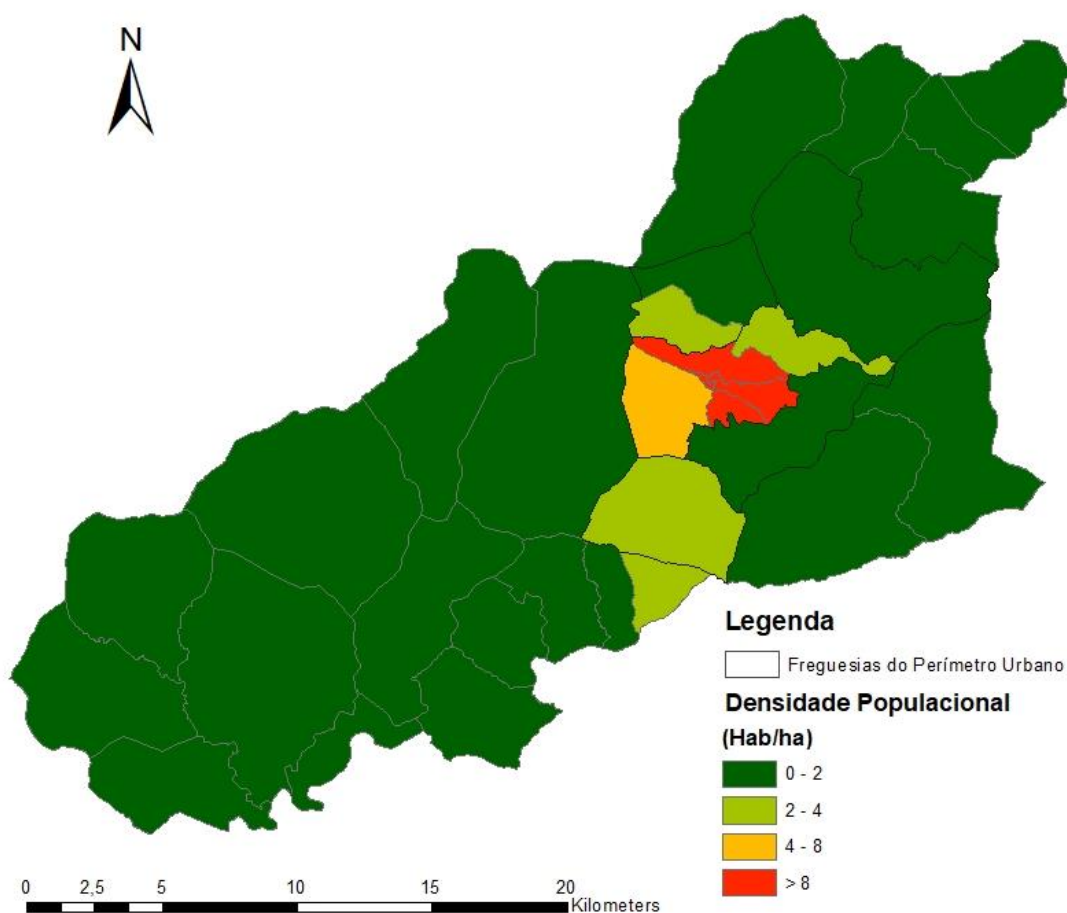 N
Legenda
Freguesias do Perímetro Urbano
Densidade Populacional
(Hab/ha)
0 - 2
2 - 4
4 - 8
> 8
0 2,5 5 10 15 20
Kilometers